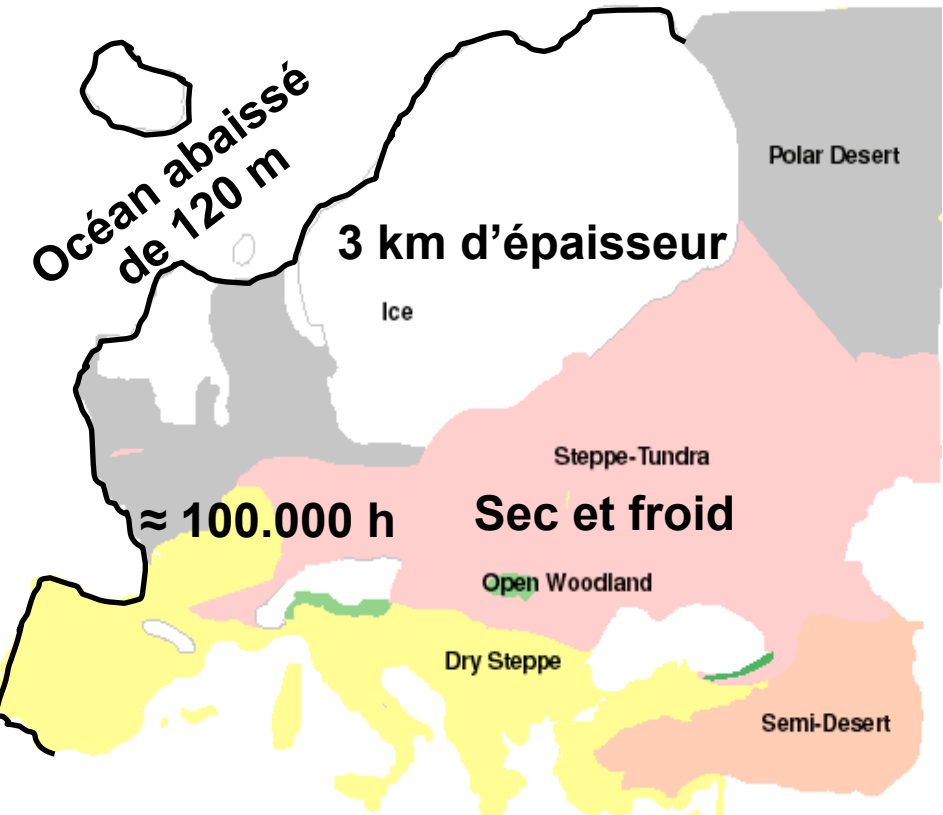 Océan abaissé
de 120 m
Polar Desert
3 km d’épaisseur
Ice
Steppe-Tundra
≈ 100.000 h
Sec et froid
Open Woodland
Dry Steppe
Semi-Desert